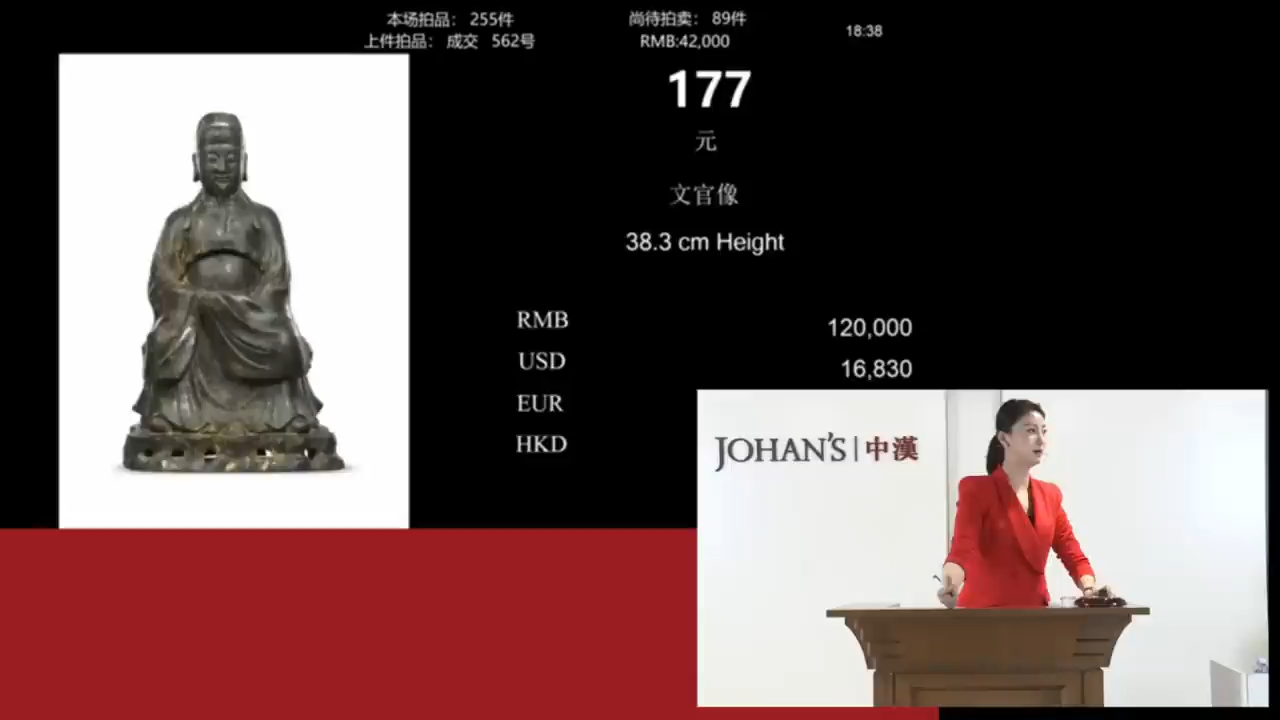 本场拍品： 255件
尚待拍卖： 89件
上件拍品： 成交 562号
RMB:42,000
18:38
177
元
文官像
38.3 cm Height
RMB 120,000
USD 16,830
EUR
HKD
JOHAN'S | 中漢